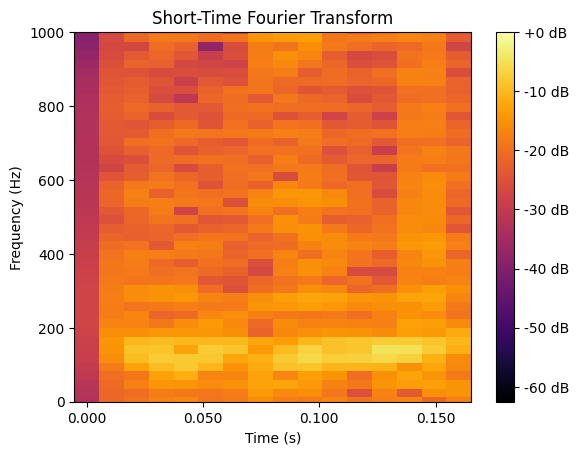 Short-Time Fourier Transform
1000
800
600
400
200
0
Frequency (Hz)
0.000
0.050
0.100
0.150
Time (s)
+0 dB
-10 dB
-20 dB
-30 dB
-40 dB
-50 dB
-60 dB